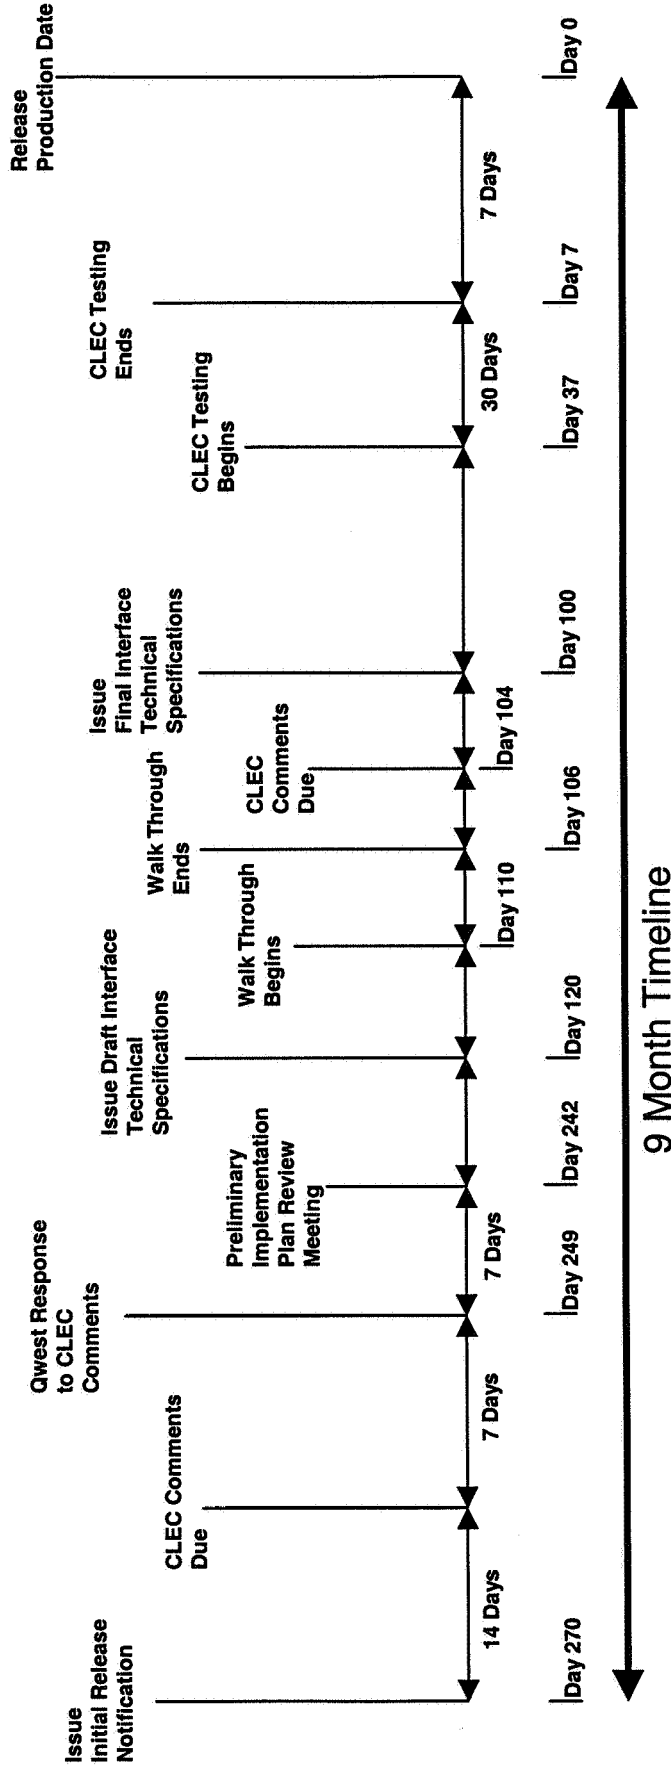 Issue
Initial Release
Notification
CLEC Comments
Due
Qwest Response
to CLEC
Comments
Preliminary
Implementation
Plan Review
Meeting
Issue Draft Interface
Technical
Specifications
Walk Through
Begins
Walk Through
Ends
CLEC
Comments
Due
Issue
Final Interface
Technical
Specifications
CLEC Testing
Begins
CLEC Testing
Ends
Release
Production Date
14 Days
7 Days
7 Days
30 Days
7 Days
Day 270
Day 249
Day 242
Day 120
Day 110
Day 106
Day 104
Day 100
Day 37
Day 7
Day 0
9 Month Timeline